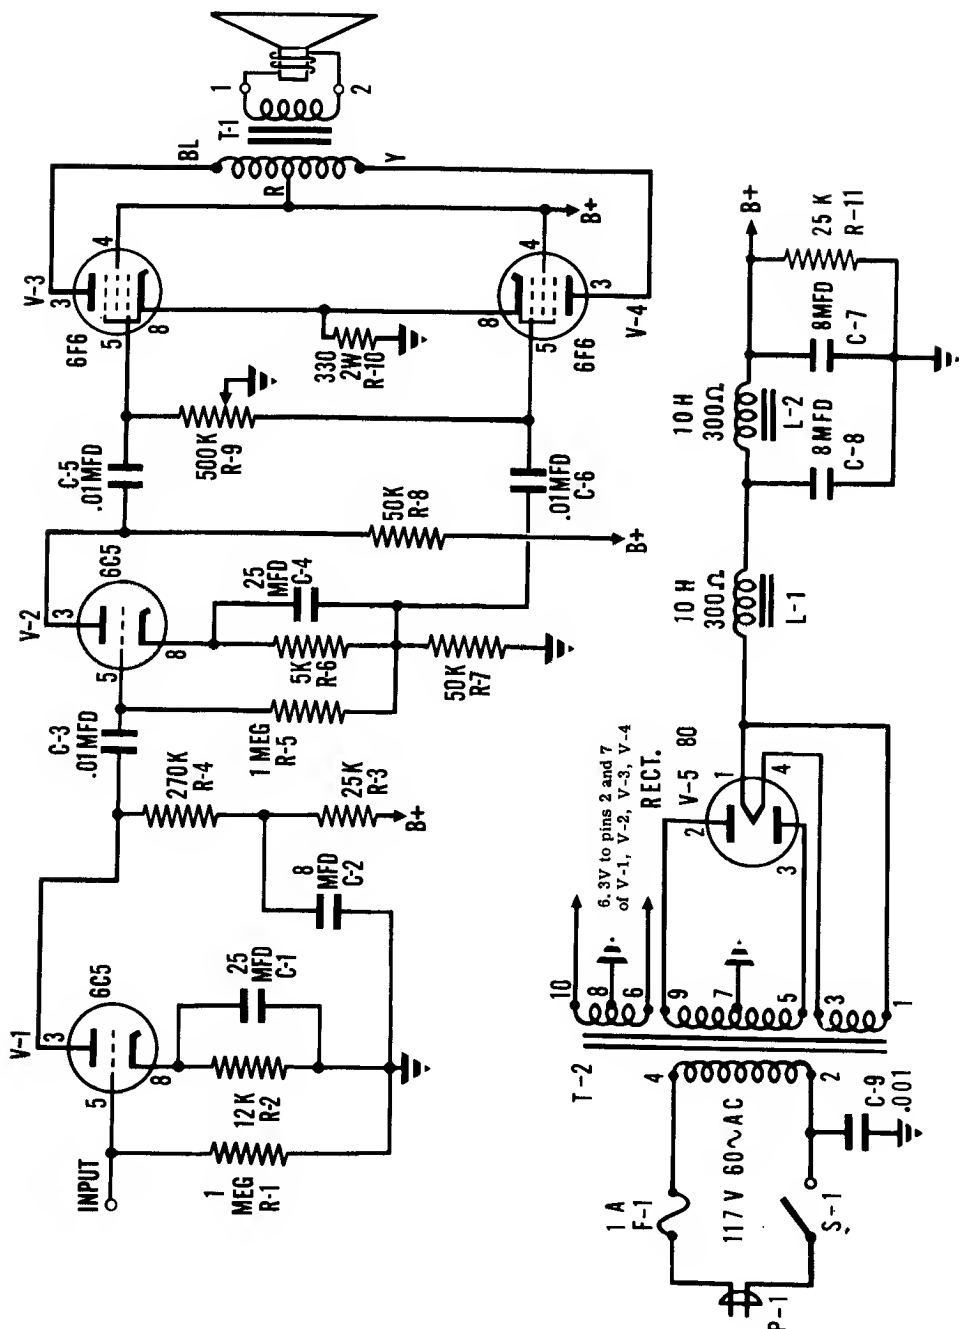 INPUT
1
MEG
R-1
V-1
5
3
8
6C5
12K
R-2
25
MFD
C-1
8
MFD
C-2
270K
R-4
25K
R-3
B+
C-3
.01MFD
V-2
5
3
8
6C5
1 MEG
R-5
5K
R-6
25
MFD
C-4
50K
R-7
50K
R-8
B+
C-5
.01MFD
.01MFD
C-6
500K
R-9
V-3
3
4
5
8
6F6
330
2W
R-10
8
4
5
3
6F6
V-4
B+
BL
R
Y
T-1
1
2
P-1
1 A
F-1
117V 60~AC
S-1
C-9
.001
T-2
4
2
10
8
6
9
7
5
3
1
6.3V to pins 2 and 7
of V-1, V-2, V-3, V-4
RECT.
V-5
80
2
1
3
4
10H
300Ω
L-1
10H
300Ω
L-2
8MFD
C-8
8MFD
C-7
25K
R-11
B+